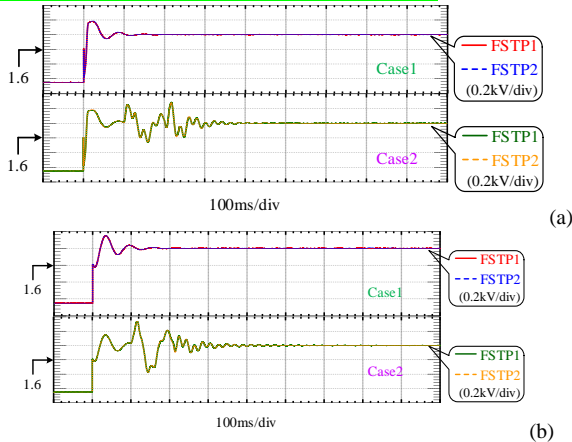 FSTP1
FSTP2
(0.2kV/div)
1.6
Case1
FSTP1
FSTP2
(0.2kV/div)
1.6
Case2
100ms/div
(a)
FSTP1
FSTP2
(0.2kV/div)
1.6
Case1
FSTP1
FSTP2
(0.2kV/div)
1.6
Case2
100ms/div
(b)